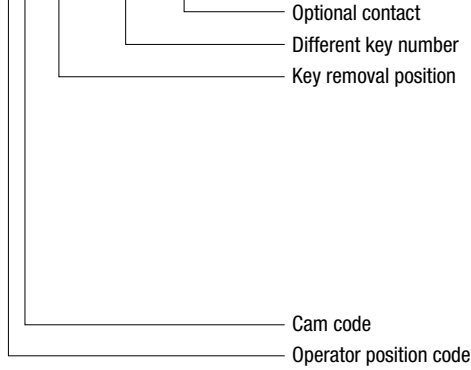 Optional contact
Different key number
Key removal position
Cam code
Operator position code